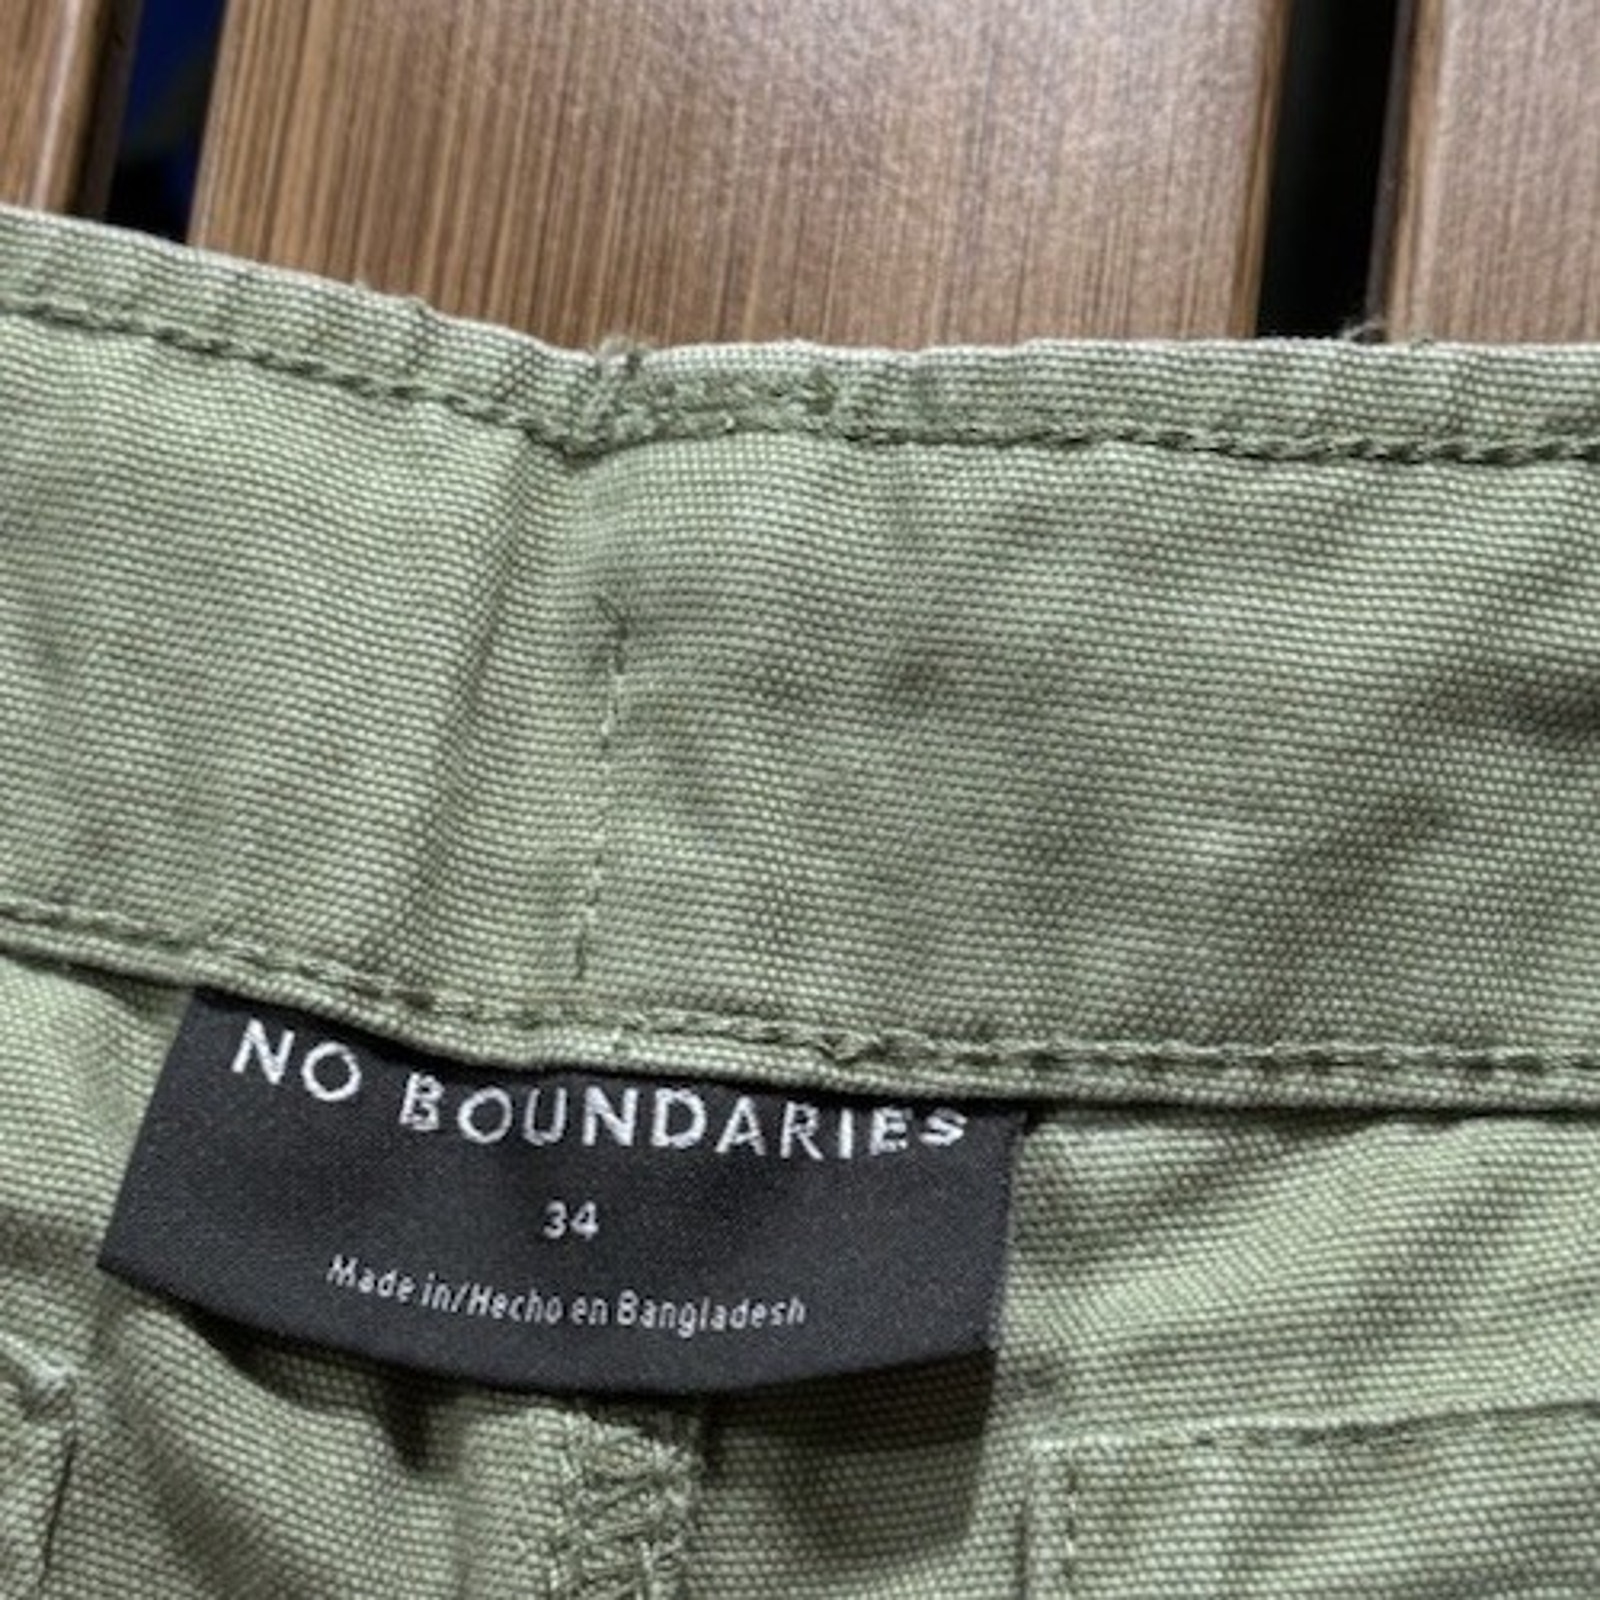 NO BOUNDARIES
34
Made in/Hecho en Bangladesh